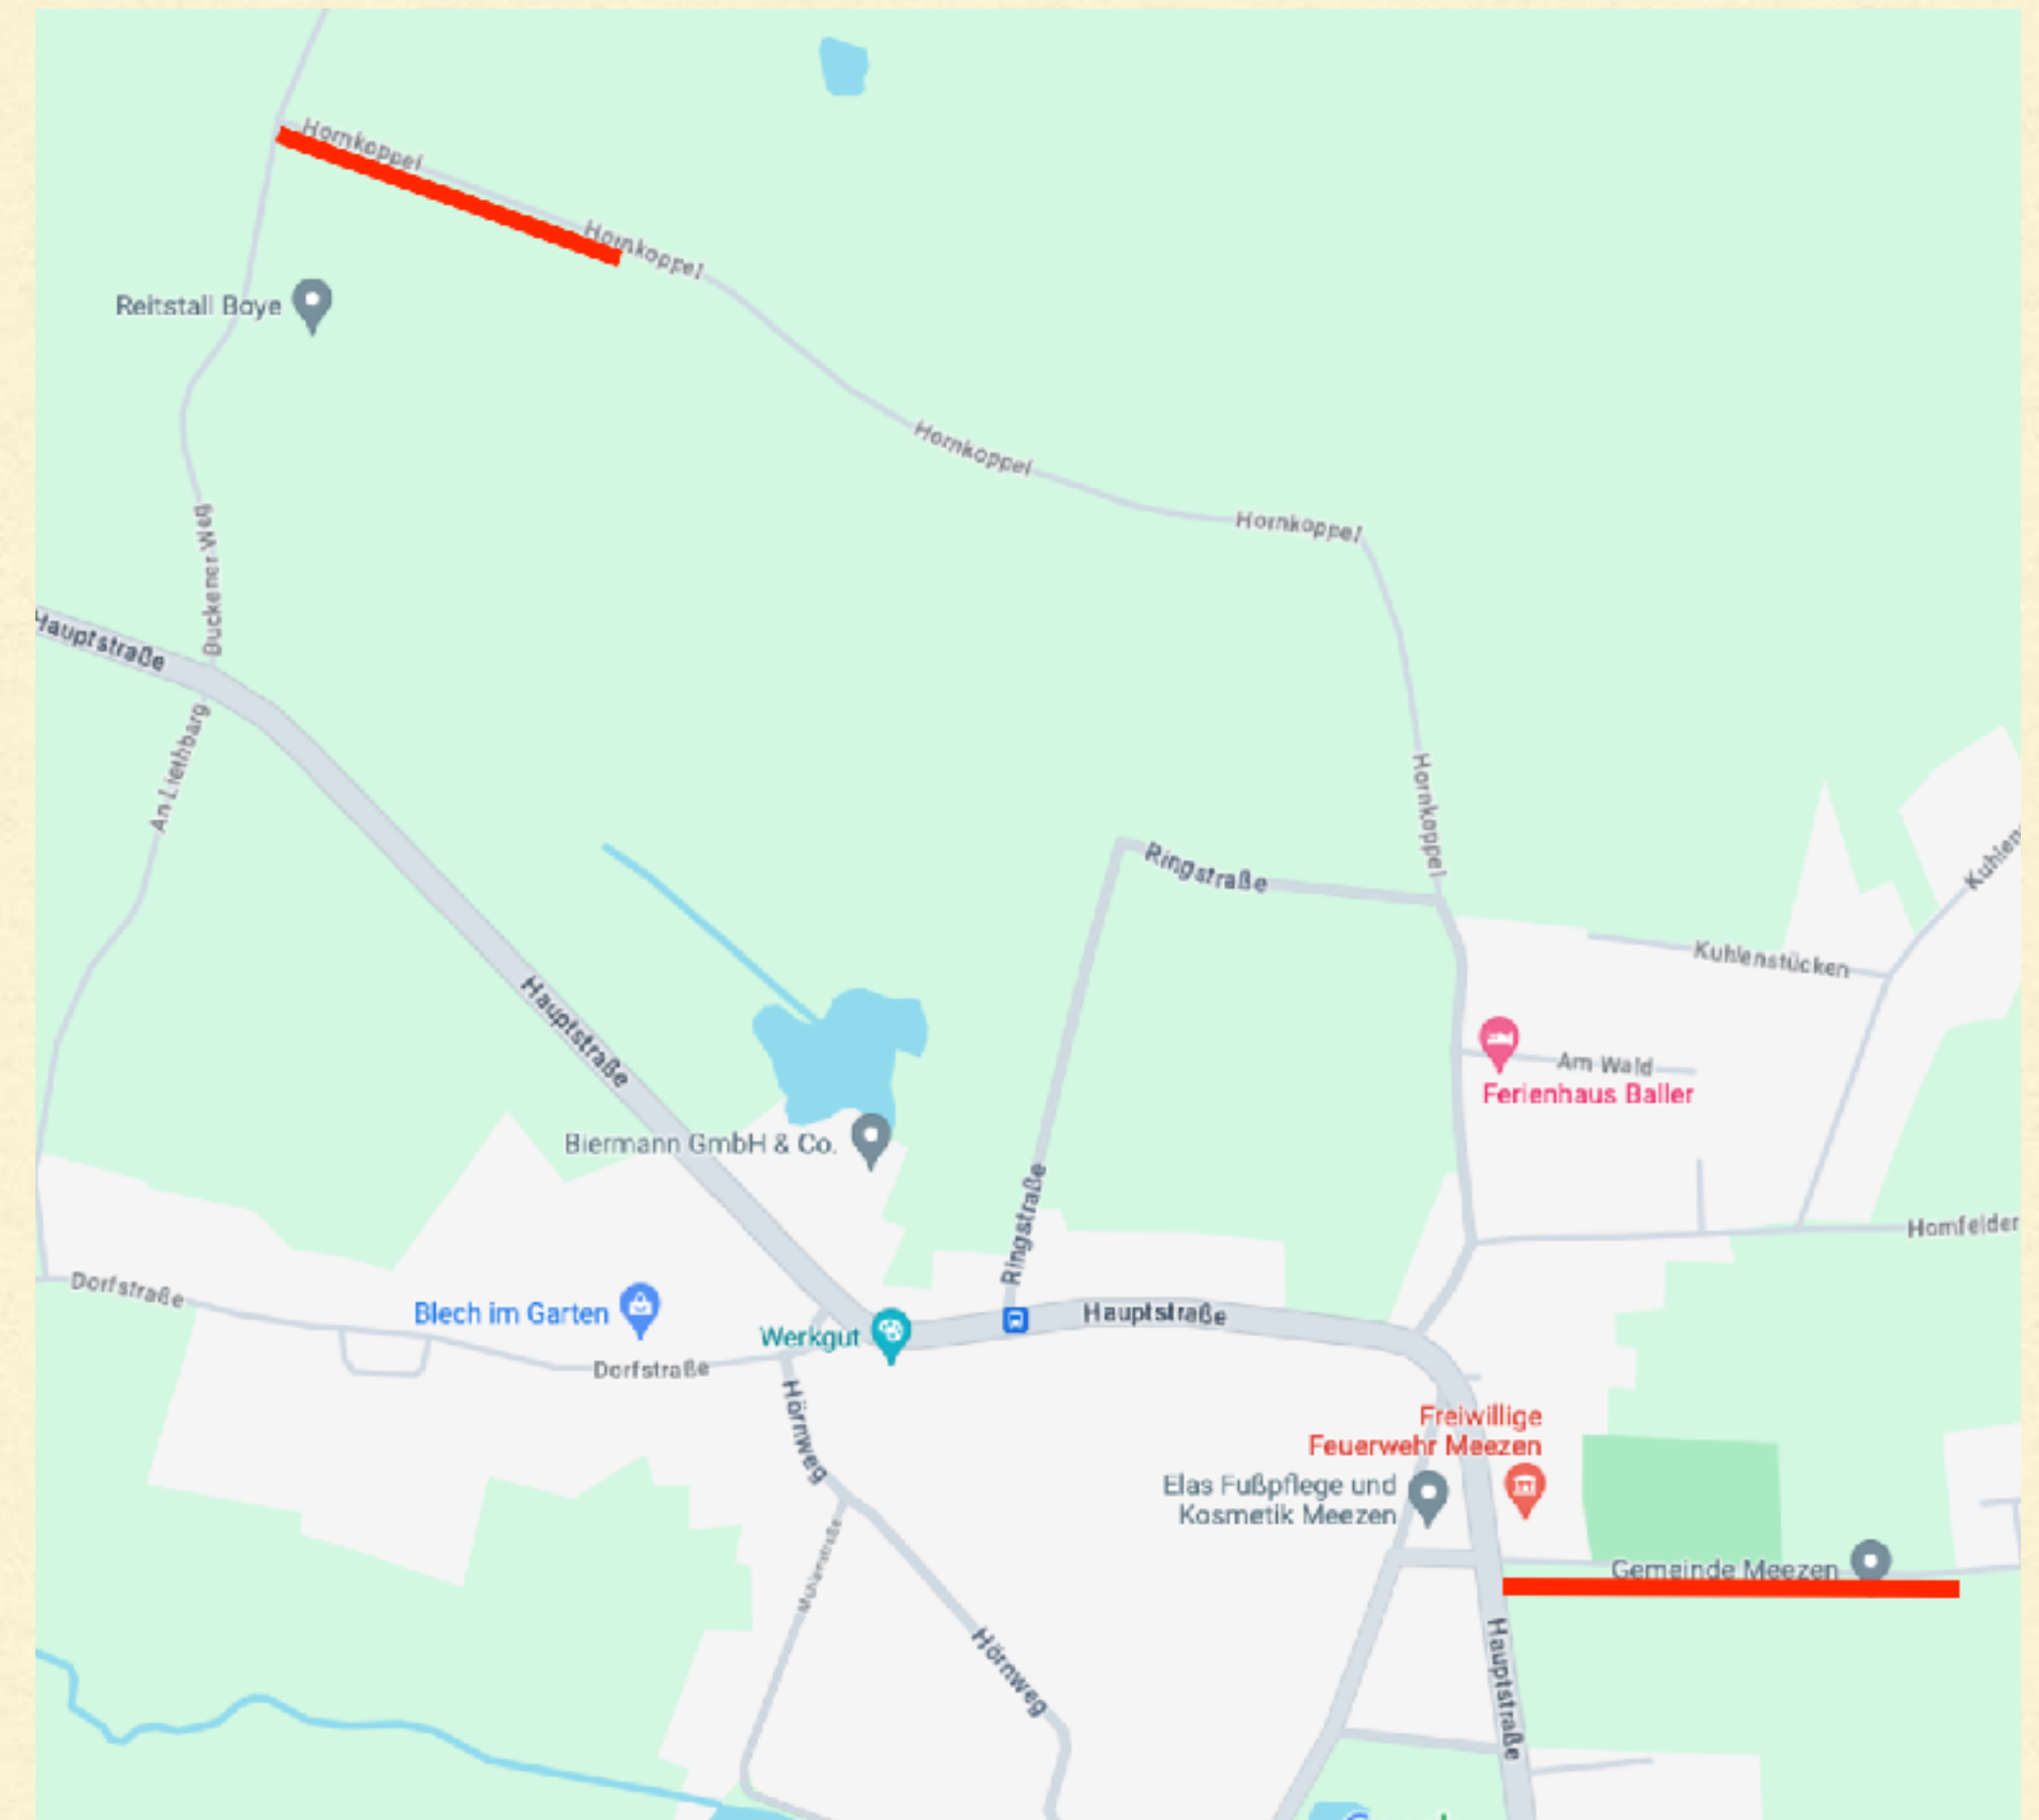 Hornkoppel
Hornkoppel
Reitstall Boye
Hornkoppel
Hornkoppel
Buckener Weg
Hauptstraße
An Liethbarg
Hornkoppel
Ringstraße
Kuhlenstücken
Hauptstraße
Am Wald
Ferienhaus Baller
Biermann GmbH & Co.
Ringstraße
Homfelder
Dorfstraße
Blech im Garten
Hauptstraße
Werkgut
Dorfstraße
Hörnweg
Freiwillige
Feuerwehr Meezen
Elas Fußpflege und
Kosmetik Meezen
Mühlenstraße
Gemeinde Meezen
Hörnweg
Hauptstraße